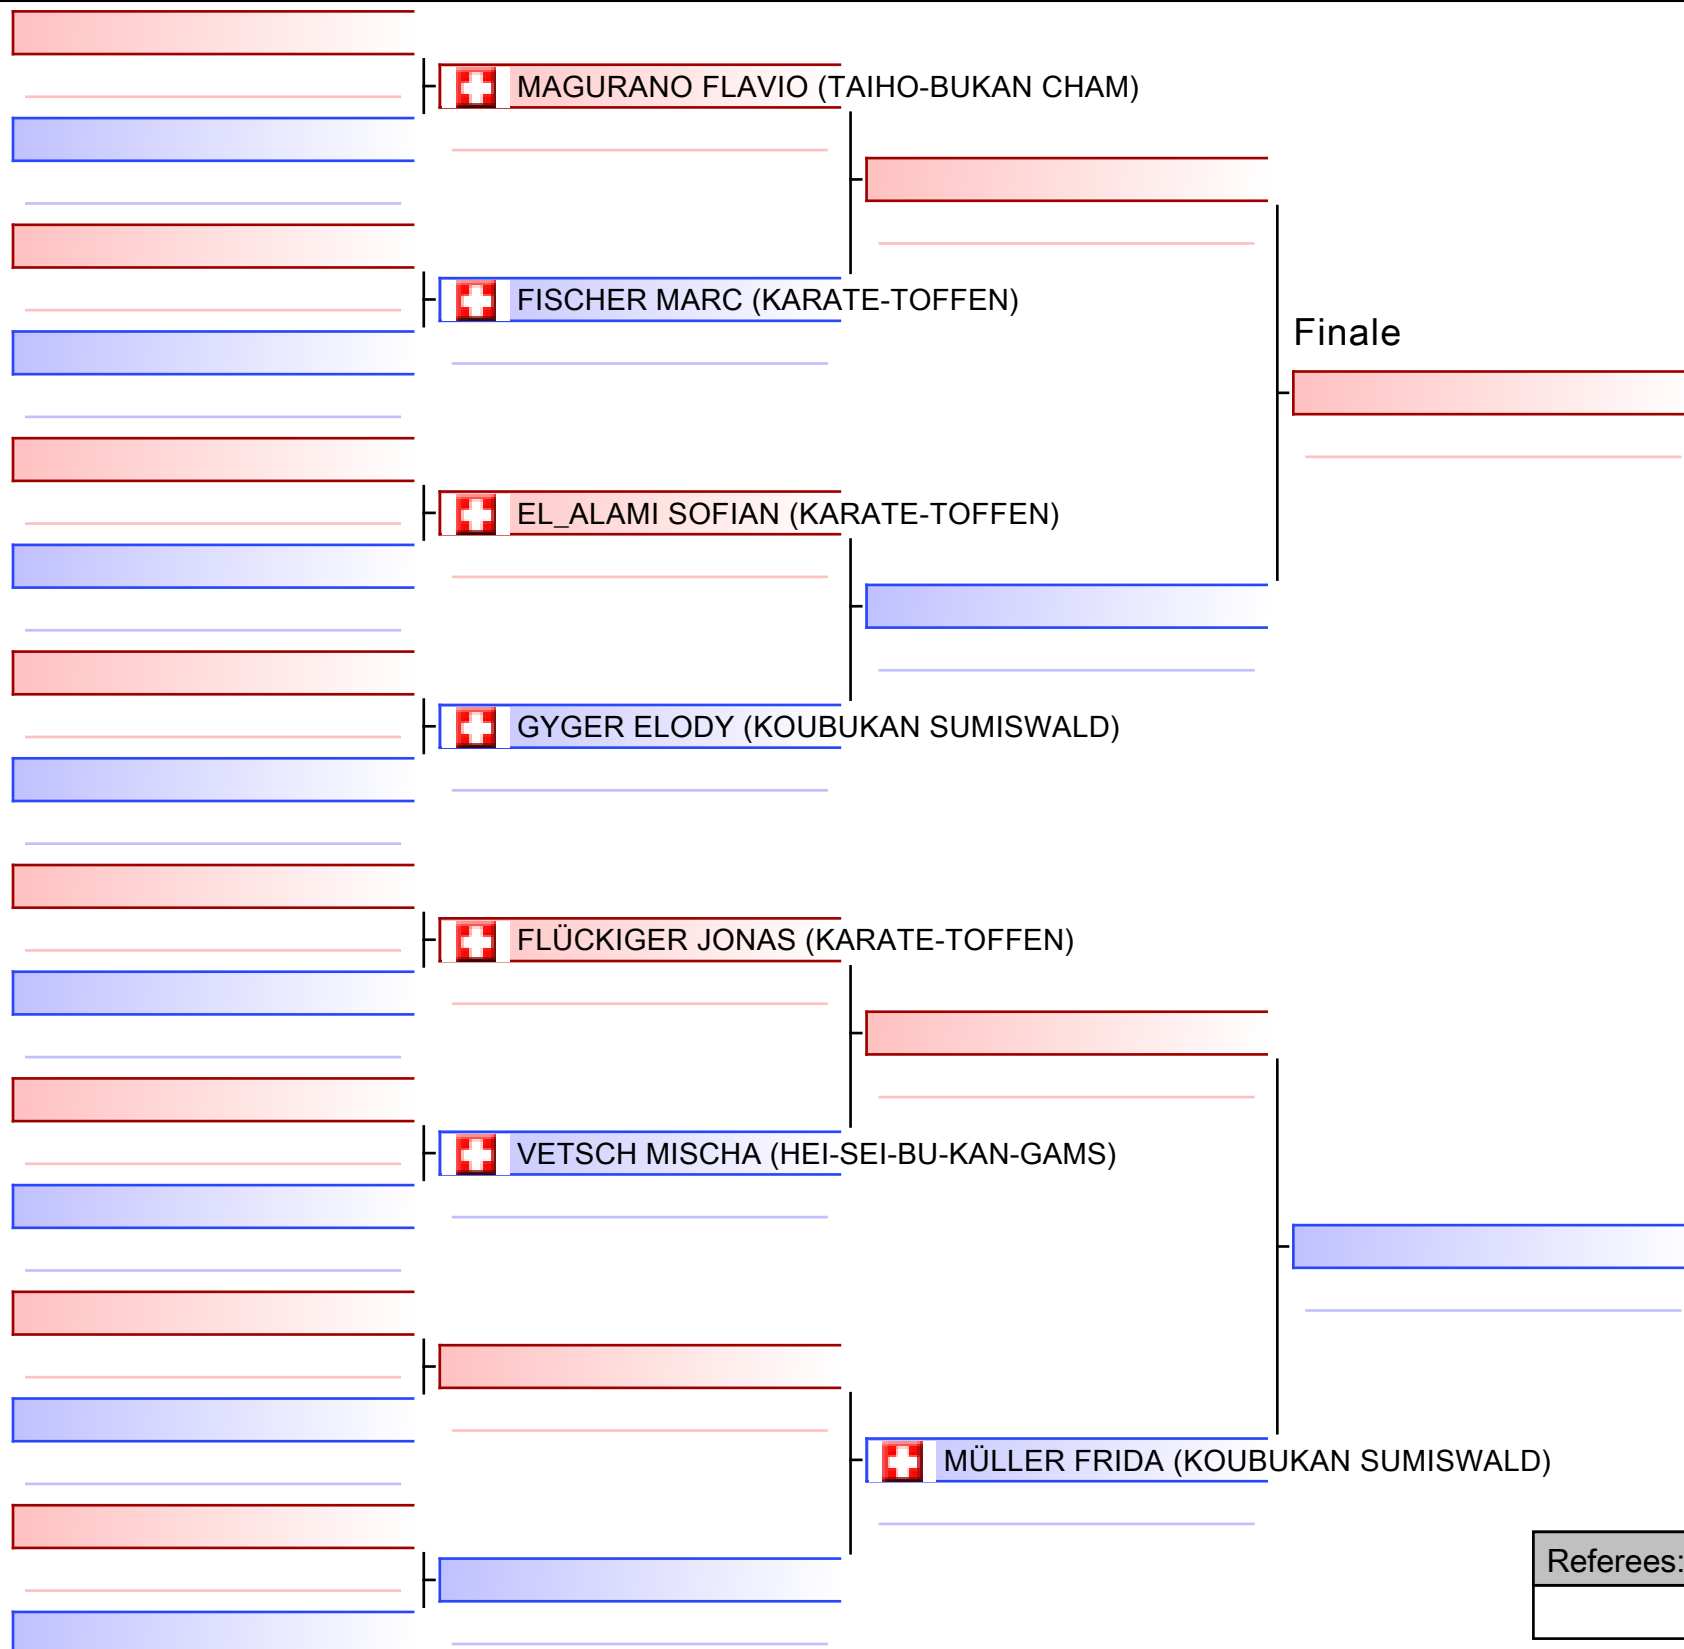 MAGURANO FLAVIO (TAIHO-BUKAN CHAM)
FISCHER MARC (KARATE-TOFFEN)
Finale
EL_ALAMI SOFIAN (KARATE-TOFFEN)
GYGER ELODY (KOUBUKAN SUMISWALD)
FLÜCKIGER JONAS (KARATE-TOFFEN)
VETSCH MISCHA (HEI-SEI-BU-KAN-GAMS)
MÜLLER FRIDA (KOUBUKAN SUMISWALD)
Referees: